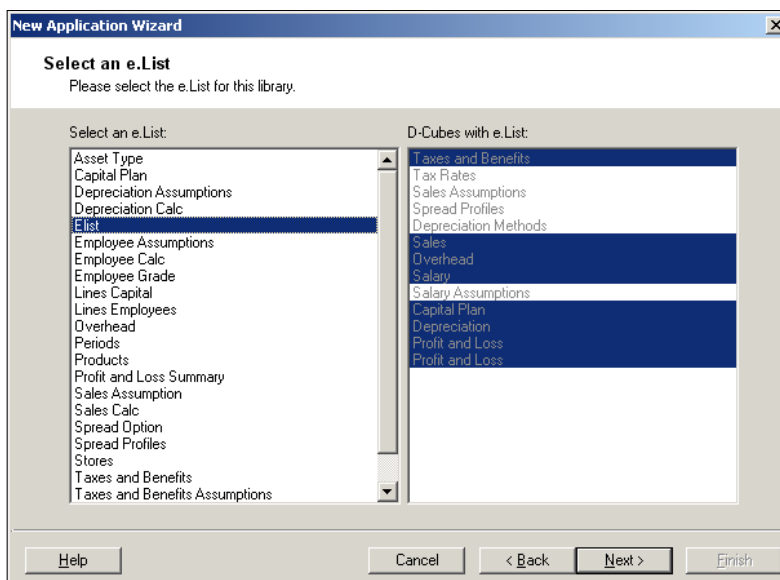 New Application Wizard
Select an e.List
Please select the e.List for this library.
Select an e.List:
Asset Type
Capital Plan
Depreciation Assumptions
Depreciation Calc
Elist
Employee Assumptions
Employee Calc
Employee Grade
Lines Capital
Lines Employees
Overhead
Periods
Products
Profit and Loss Summary
Sales Assumption
Sales Calc
Spread Option
Spread Profiles
Stores
Taxes and Benefits
Taxes and Benefits Assumptions
D-Cubes with e.List:
Taxes and Benefits
Tax Rates
Sales Assumptions
Spread Profiles
Depreciation Methods
Sales
Overhead
Salary
Salary Assumptions
Capital Plan
Depreciation
Profit and Loss
Profit and Loss
Help
Cancel
< Back
Next >
Finish